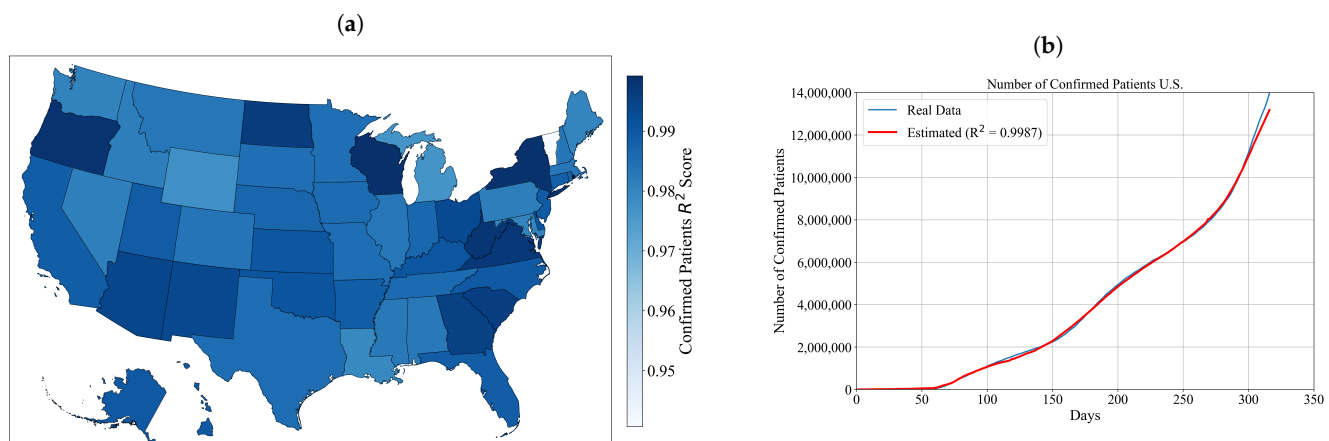 (a)
0.99
0.98
0.97
0.96
0.95
Confirmed Patients R² Score
(b)
Number of Confirmed Patients U.S.
Real Data
Estimated (R² = 0.9987)
14,000,000
12,000,000
10,000,000
8,000,000
6,000,000
4,000,000
2,000,000
0
Number of Confirmed Patients
0 50 100 150 200 250 300 350
Days